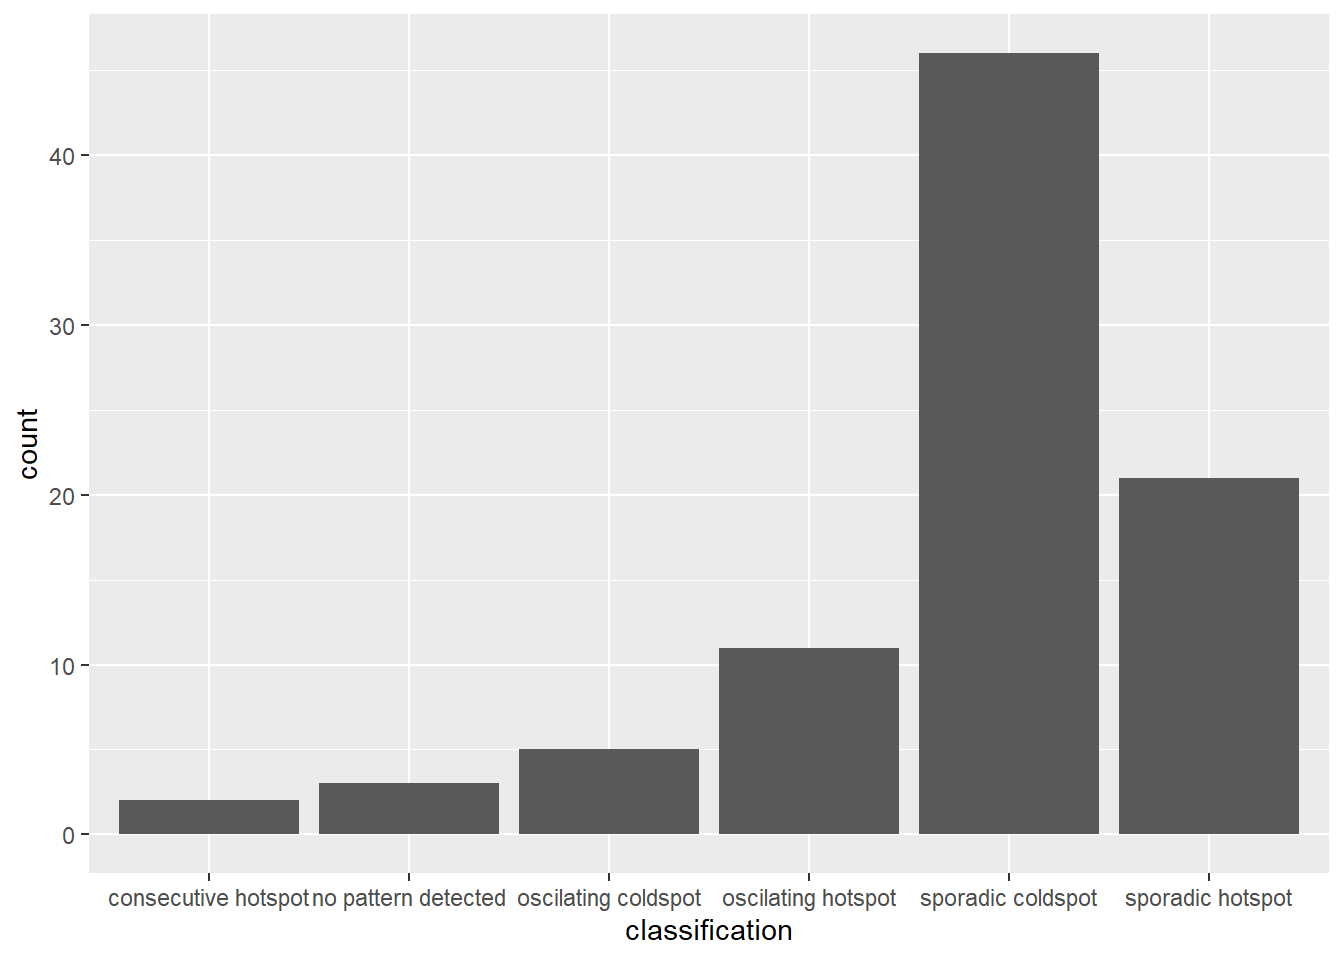 40
30
20
10
0
count
consecutive hotspot no pattern detected oscilating coldspot oscilating hotspot sporadic coldspot sporadic hotspot
classification